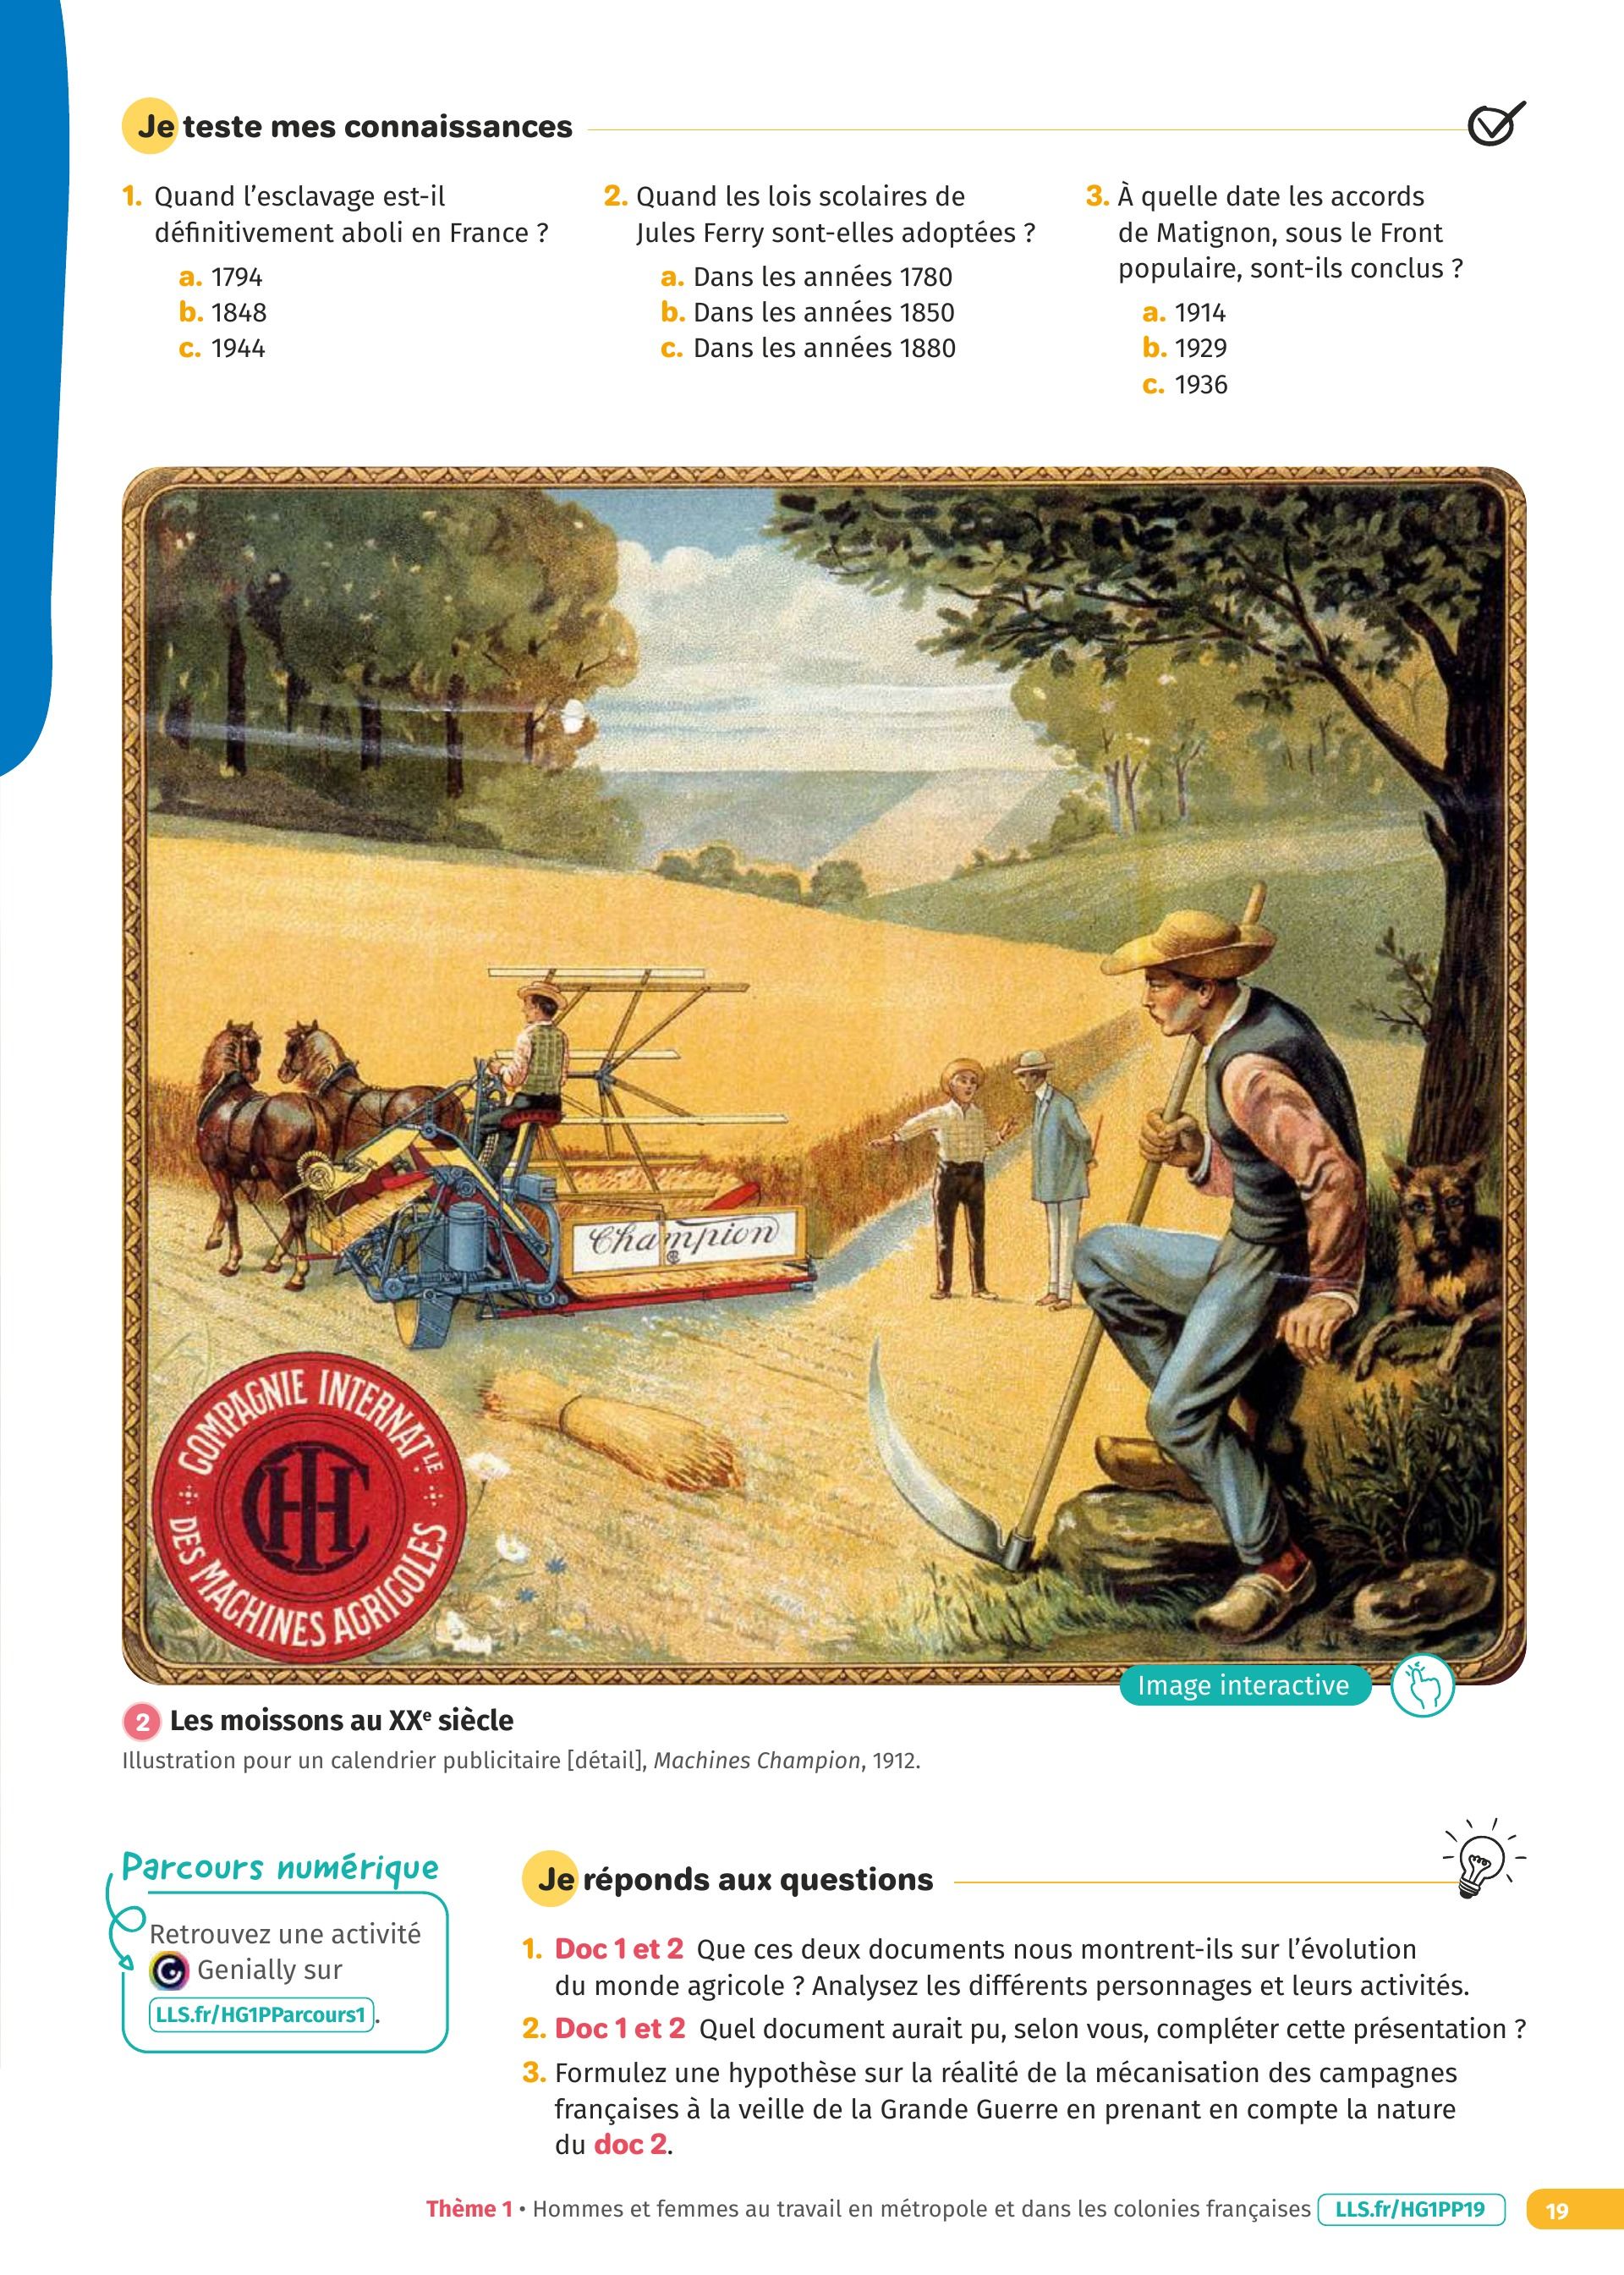 Je teste mes connaissances
1. Quand l'esclavage est-il
définitivement aboli en France ?
a. 1794
b. 1848
c. 1944
2. Quand les lois scolaires de
Jules Ferry sont-elles adoptées ?
a. Dans les années 1780
b. Dans les années 1850
c. Dans les années 1880
3. À quelle date les accords
de Matignon, sous le Front
populaire, sont-ils conclus ?
a. 1914
b. 1929
c. 1936
Champion
COMPAGNIE INTERNATLE
IHC
DES MACHINES AGRICOLES
Image interactive
2 Les moissons au XXe siècle
Illustration pour un calendrier publicitaire [détail], Machines Champion, 1912.
Parcours numérique
Retrouvez une activité
Genially sur
LLS.fr/HG1PParcours1.
Je réponds aux questions
1. Doc 1 et 2 Que ces deux documents nous montrent-ils sur l'évolution
du monde agricole ? Analysez les différents personnages et leurs activités.
2. Doc 1 et 2 Quel document aurait pu, selon vous, compléter cette présentation ?
3. Formulez une hypothèse sur la réalité de la mécanisation des campagnes
françaises à la veille de la Grande Guerre en prenant en compte la nature
du doc 2.
Thème 1 • Hommes et femmes au travail en métropole et dans les colonies françaises LLS.fr/HG1PP19 19